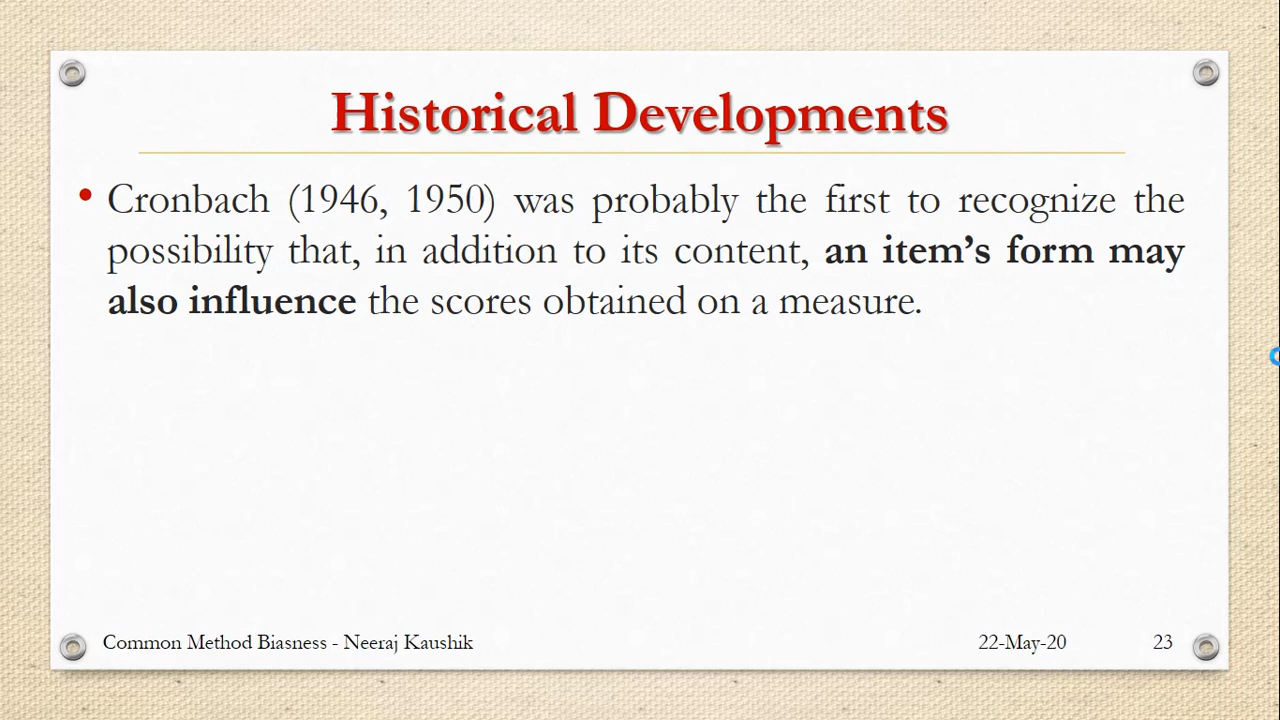 Historical Developments
• Cronbach (1946, 1950) was probably the first to recognize the
possibility that, in addition to its content, an item’s form may
also influence the scores obtained on a measure.
Common Method Biasness - Neeraj Kaushik
22-May-20
23